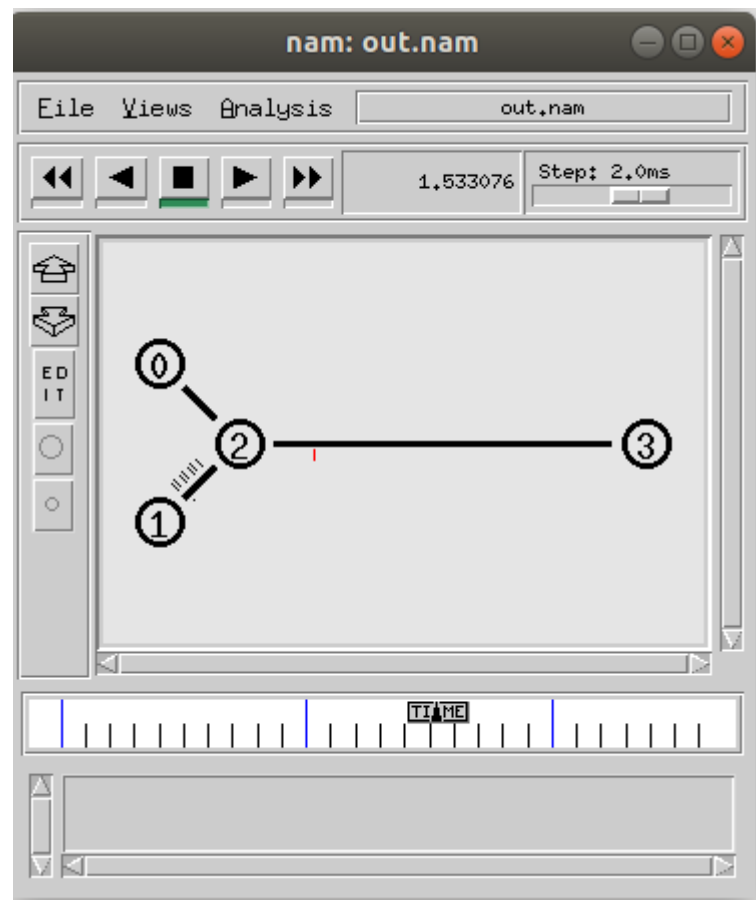 nam: out.nam
File Views Analysis out.nam
1.533076 Step: 2.0ms
ED
IT
0
2 3
1
TIME